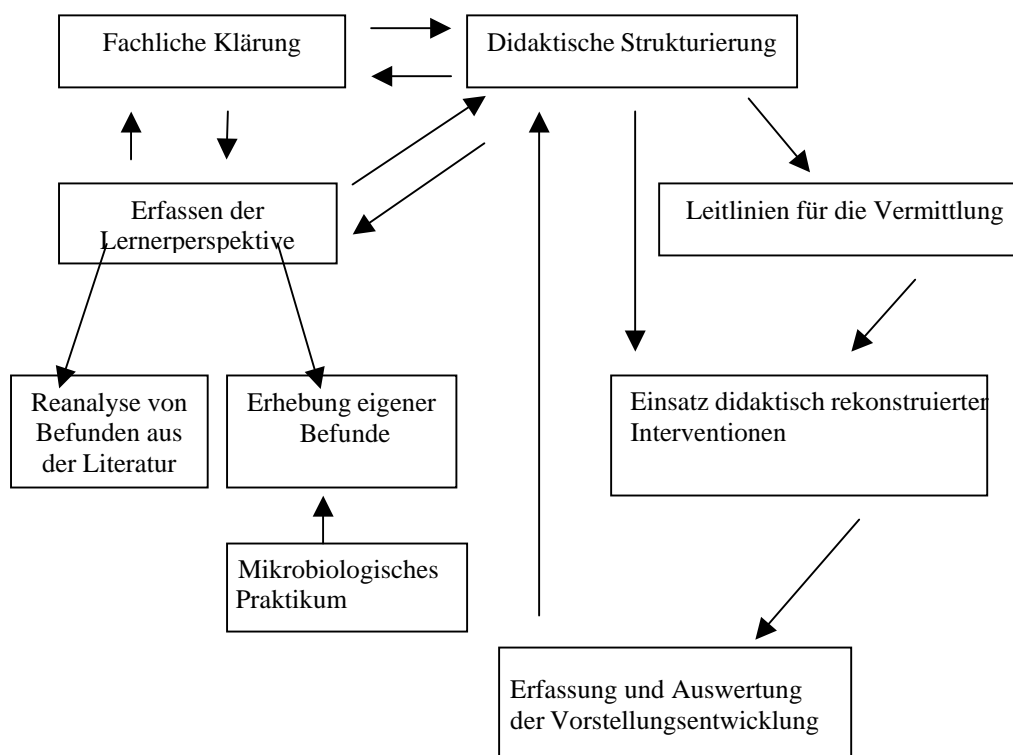 Fachliche Klärung
Didaktische Strukturierung
Erfassen der
Lernerperspektive
Leitlinien für die Vermittlung
Reanalyse von
Befunden aus
der Literatur
Erhebung eigener
Befunde
Einsatz didaktisch rekonstruierter
Interventionen
Mikrobiologisches
Praktikum
Erfassung und Auswertung
der Vorstellungsentwicklung